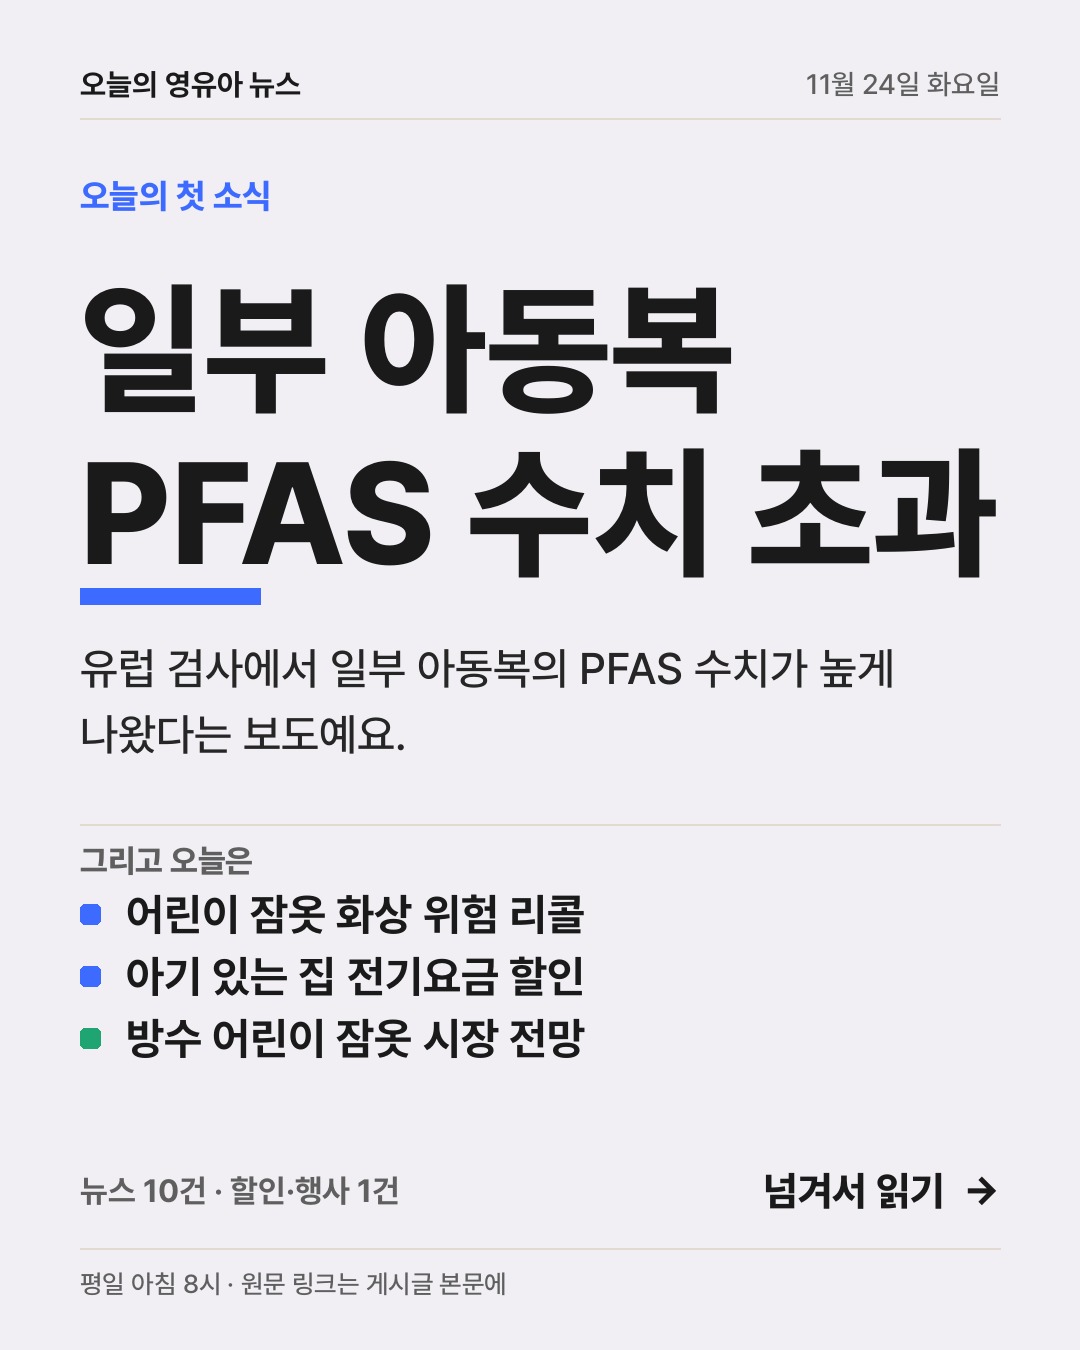 오늘의 영유아 뉴스
11월 24일 화요일
오늘의 첫 소식
일부 아동복
PFAS 수치 초과
유럽 검사에서 일부 아동복의 PFAS 수치가 높게
나왔다는 보도예요.
그리고 오늘은
어린이 잠옷 화상 위험 리콜
아기 있는 집 전기요금 할인
방수 어린이 잠옷 시장 전망
뉴스 10건 · 할인·행사 1건
넘겨서 읽기 →
평일 아침 8시 · 원문 링크는 게시글 본문에